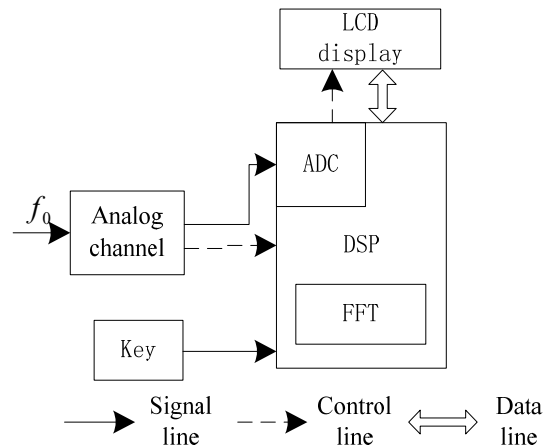 LCD
display
ADC
f₀
Analog
channel
DSP
FFT
Key
Signal
line
Control
line
Data
line